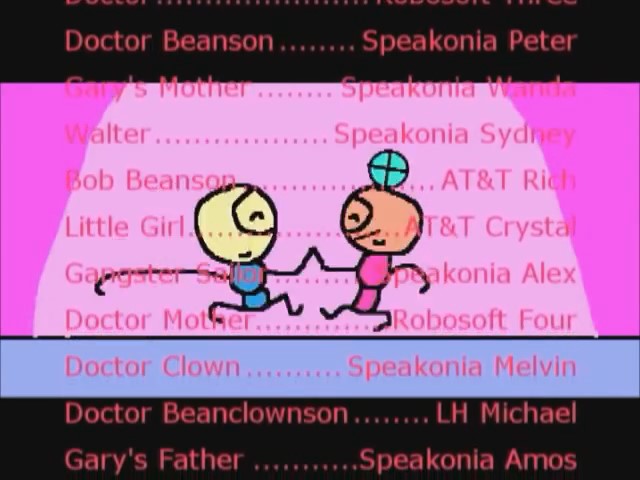 Doctor....................... Robosoft Three
Doctor Beanson........ Speakonia Peter
Gary's Mother........ Speakonia Wanda
Walter.................. Speakonia Sydney
Bob Beanson.................... AT&T Rich
Little Girl..................... AT&T Crystal
Gangster Sailor.......... Speakonia Alex
Doctor Mother.............Robosoft Four
Doctor Clown.......... Speakonia Melvin
Doctor Beanclownson........ LH Michael
Gary's Father ...........Speakonia Amos